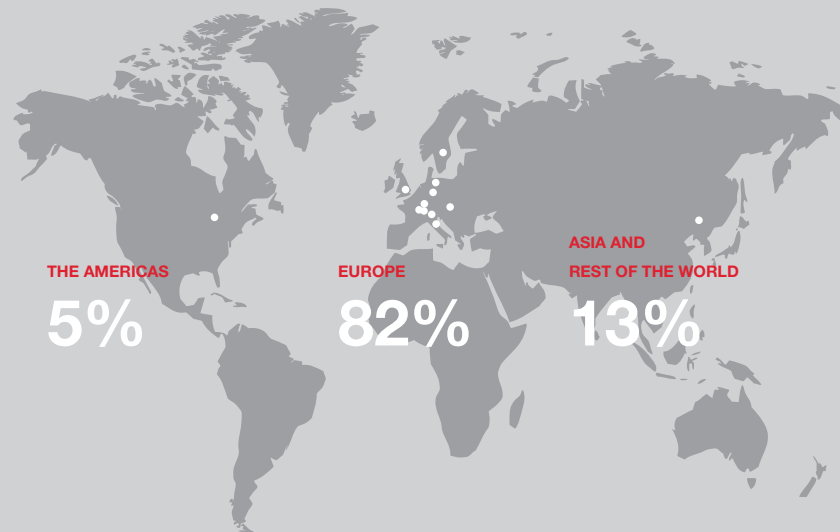 THE AMERICAS
5%
EUROPE
82%
ASIA AND
REST OF THE WORLD
13%